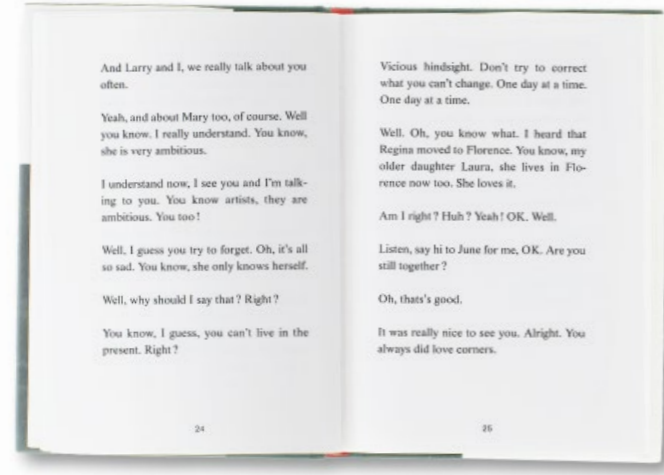 And Larry and I, we really talk about you
often.
Yeah, and about Mary too, of course. Well
you know. I really understand. You know,
she is very ambitious.
I understand now, I see you and I'm talk-
ing to you. You know artists, they are
ambitious. You too!
Well, I guess you try to forget. Oh, it's all
so sad. You know, she only knows herself.
Well, why should I say that? Right?
You know, I guess, you can't live in the
present. Right?
24
Vicious hindsight. Don't try to correct
what you can't change. One day at a time.
One day at a time.
Well. Oh, you know what. I heard that
Regina moved to Florence. You know, my
older daughter Laura, she lives in Flo-
rence now too. She loves it.
Am I right? Huh? Yeah! OK. Well.
Listen, say hi to June for me, OK. Are you
still together?
Oh, thats's good.
It was really nice to see you. Alright. You
always did love corners.
25